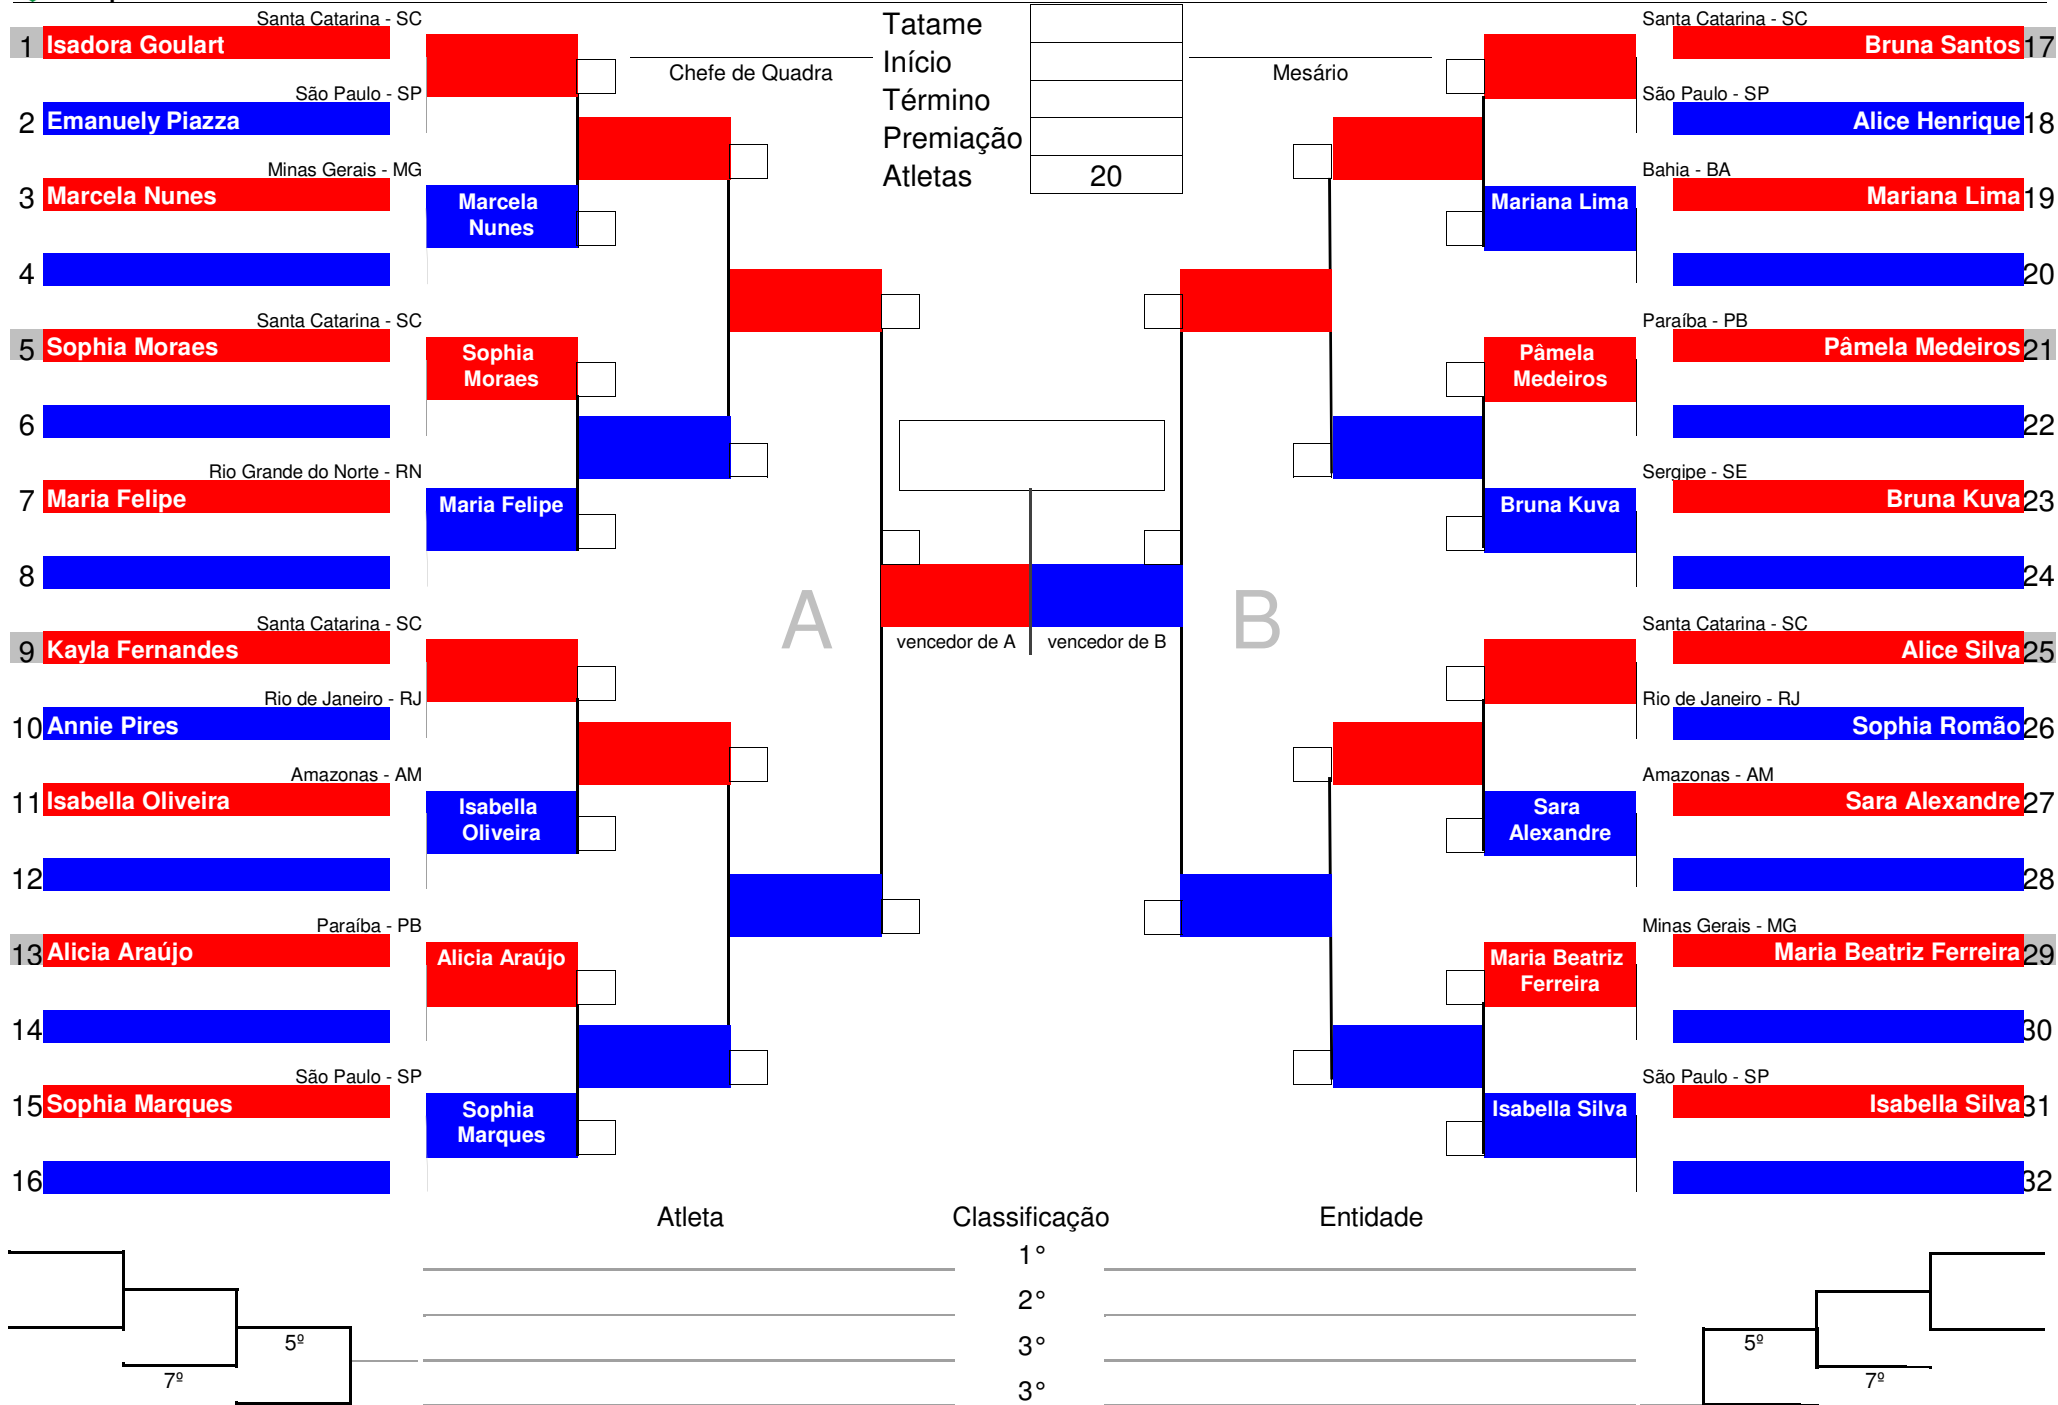 Santa Catarina - SC
1 Isadora Goulart
São Paulo - SP
2 Emanuely Piazza
Minas Gerais - MG
3 Marcela Nunes
Marcela
Nunes
4
Santa Catarina - SC
5 Sophia Moraes
Sophia
Moraes
6
Rio Grande do Norte - RN
7 Maria Felipe
Maria Felipe
8
Santa Catarina - SC
9 Kayla Fernandes
Rio de Janeiro - RJ
10 Annie Pires
Amazonas - AM
11 Isabella Oliveira
Isabella
Oliveira
12
Paraíba - PB
13 Alicia Araújo
Alicia Araújo
14
São Paulo - SP
15 Sophia Marques
Sophia
Marques
16
Chefe de Quadra
Tatame
Início
Término
Premiação
Atletas 20
Mesário
A
B
vencedor de A
vencedor de B
Santa Catarina - SC
Bruna Santos 17
São Paulo - SP
Alice Henrique 18
Bahia - BA
Mariana Lima 19
Mariana Lima
20
Paraíba - PB
Pâmela Medeiros 21
Pâmela
Medeiros
22
Sergipe - SE
Bruna Kuva 23
Bruna Kuva
24
Santa Catarina - SC
Alice Silva 25
Rio de Janeiro - RJ
Sophia Romão 26
Amazonas - AM
Sara Alexandre 27
Sara
Alexandre
28
Minas Gerais - MG
Maria Beatriz Ferreira 29
Maria Beatriz
Ferreira
30
São Paulo - SP
Isabella Silva 31
Isabella Silva
32
Atleta Classificação Entidade
1°
2°
3°
3°
5º
7º
5º
7º